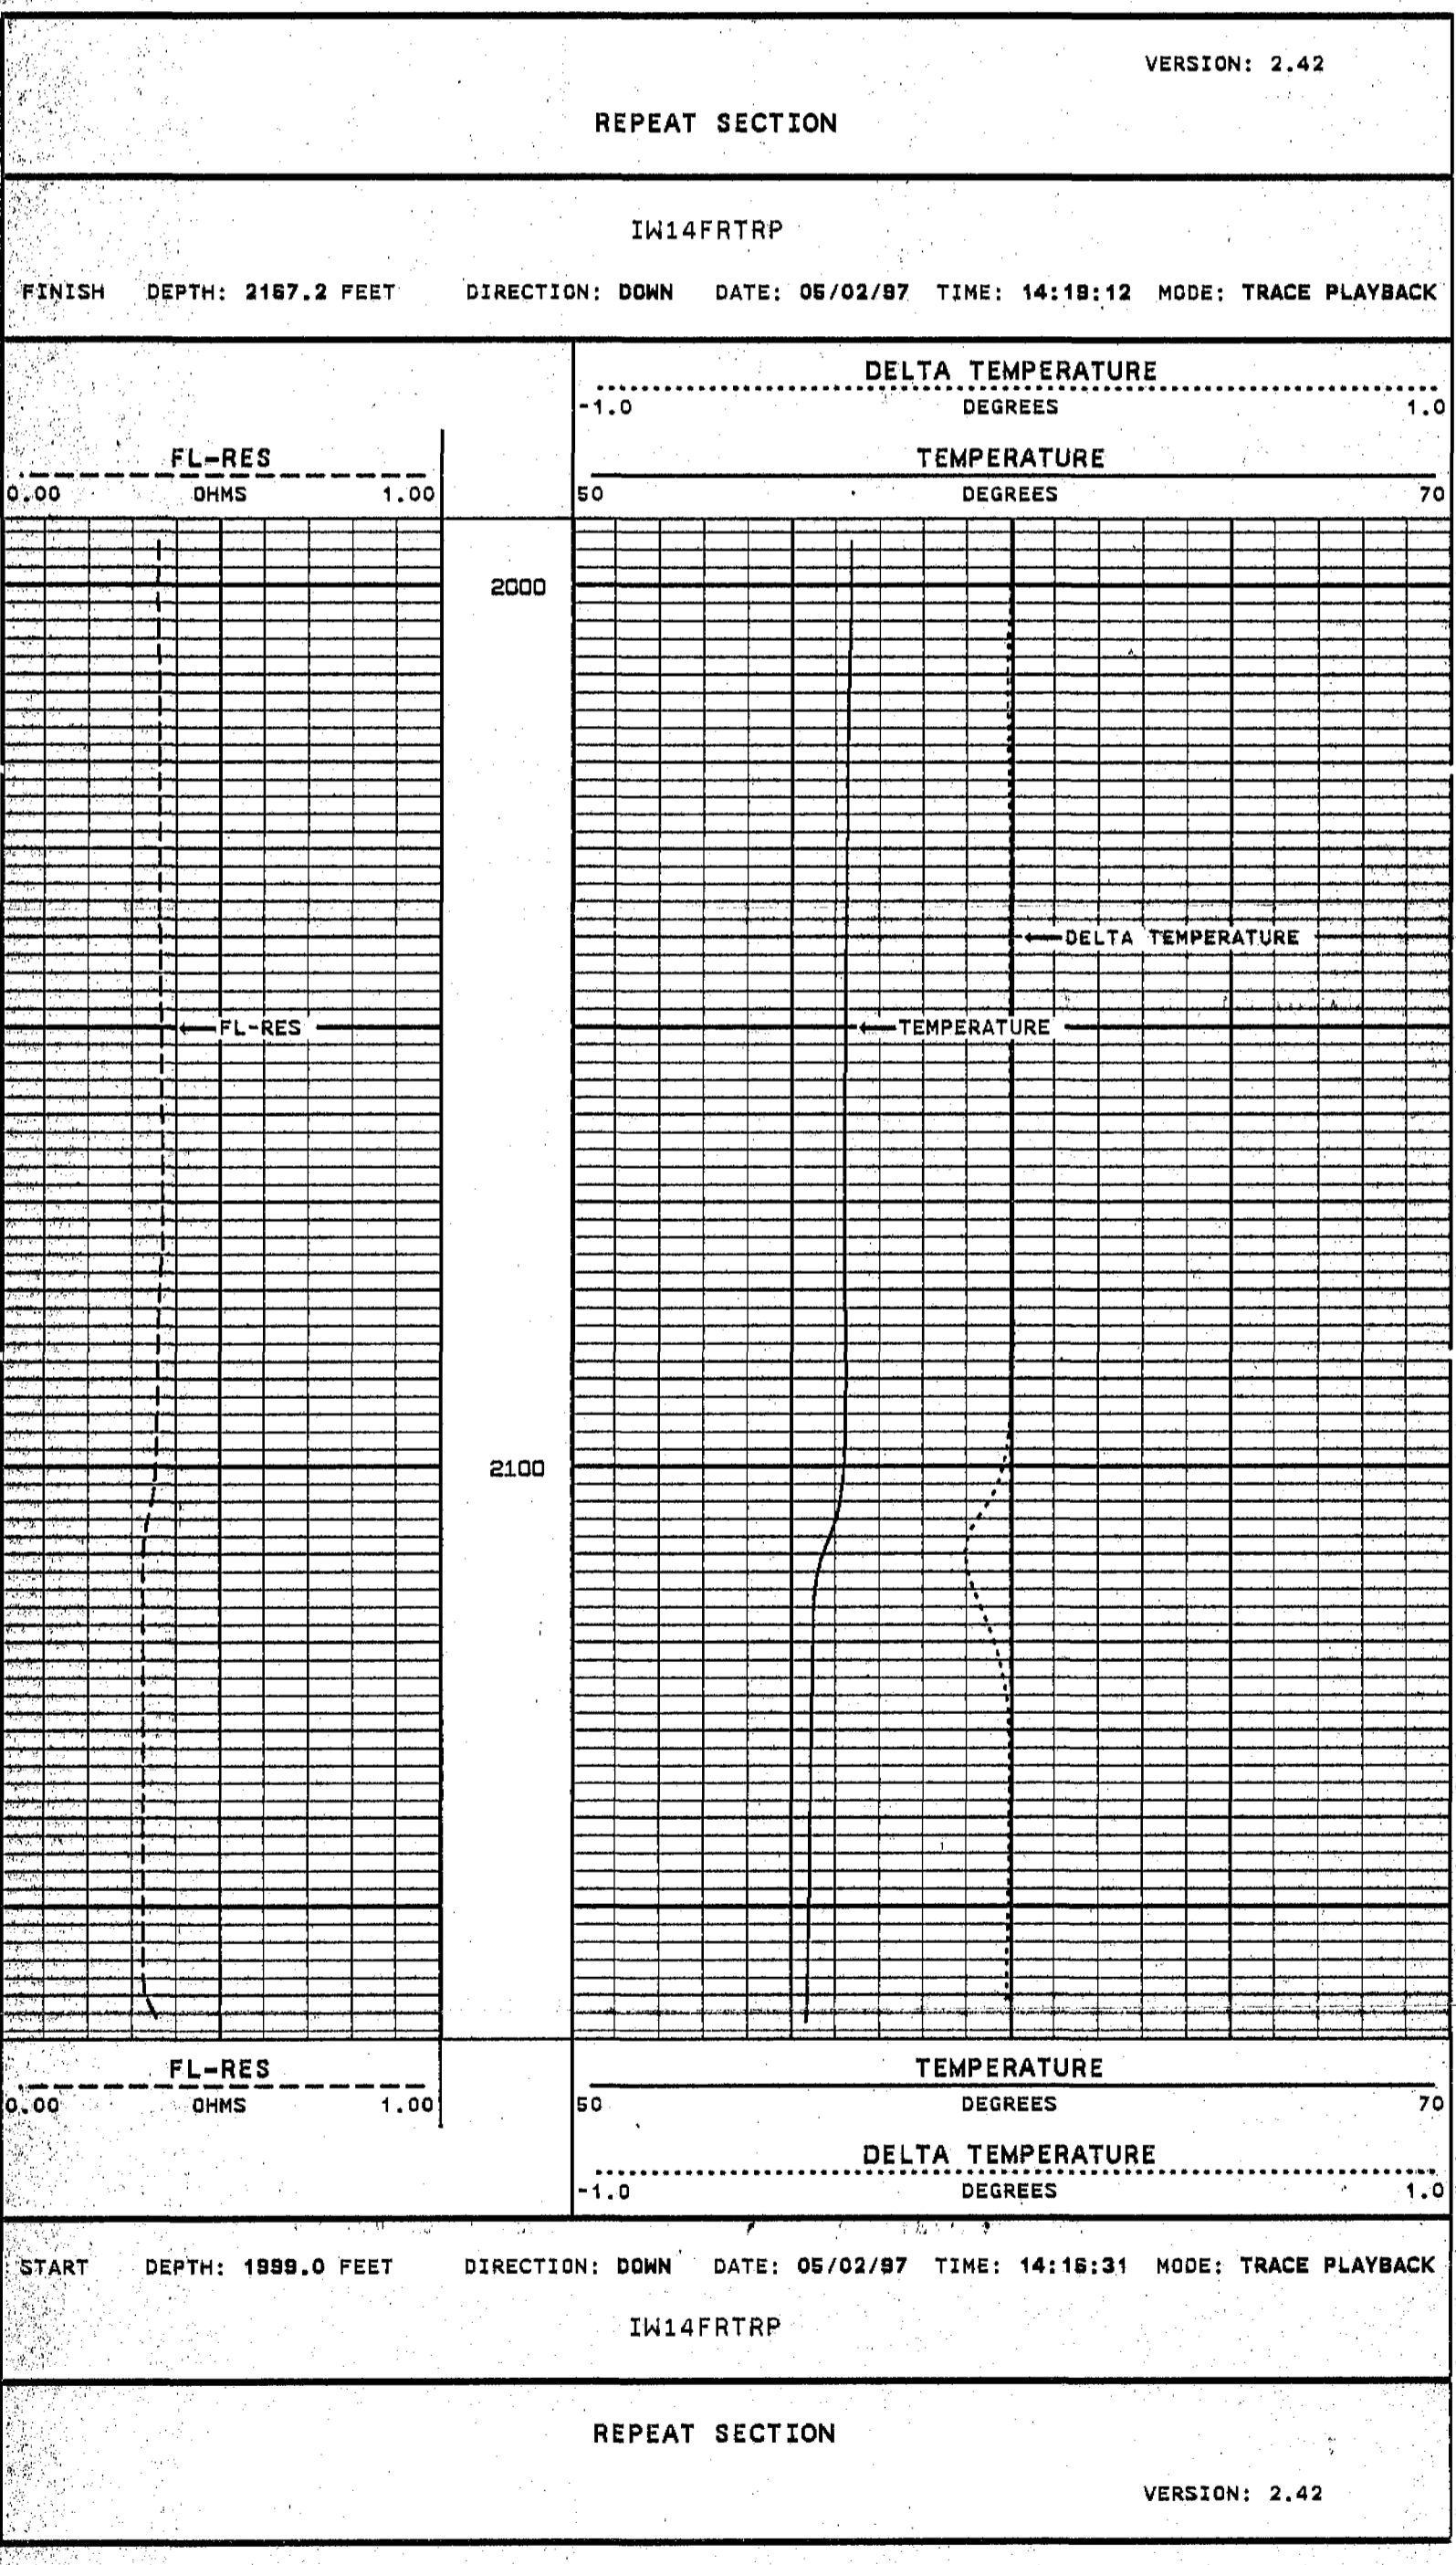 VERSION: 2.42
REPEAT SECTION
IW14FRTRP
FINISH DEPTH: 2167.2 FEET DIRECTION: DOWN DATE: 05/02/97 TIME: 14:19:12 MODE: TRACE PLAYBACK
DELTA TEMPERATURE
-1.0 DEGREES 1.0
FL-RES TEMPERATURE
0.00 OHMS 1.00 50 DEGREES 70
2000
DELTA TEMPERATURE
FL-RES TEMPERATURE
2100
FL-RES TEMPERATURE
0.00 OHMS 1.00 50 DEGREES 70
DELTA TEMPERATURE
-1.0 DEGREES 1.0
START DEPTH: 1999.0 FEET DIRECTION: DOWN DATE: 05/02/97 TIME: 14:16:31 MODE: TRACE PLAYBACK
IW14FRTRP
REPEAT SECTION
VERSION: 2.42